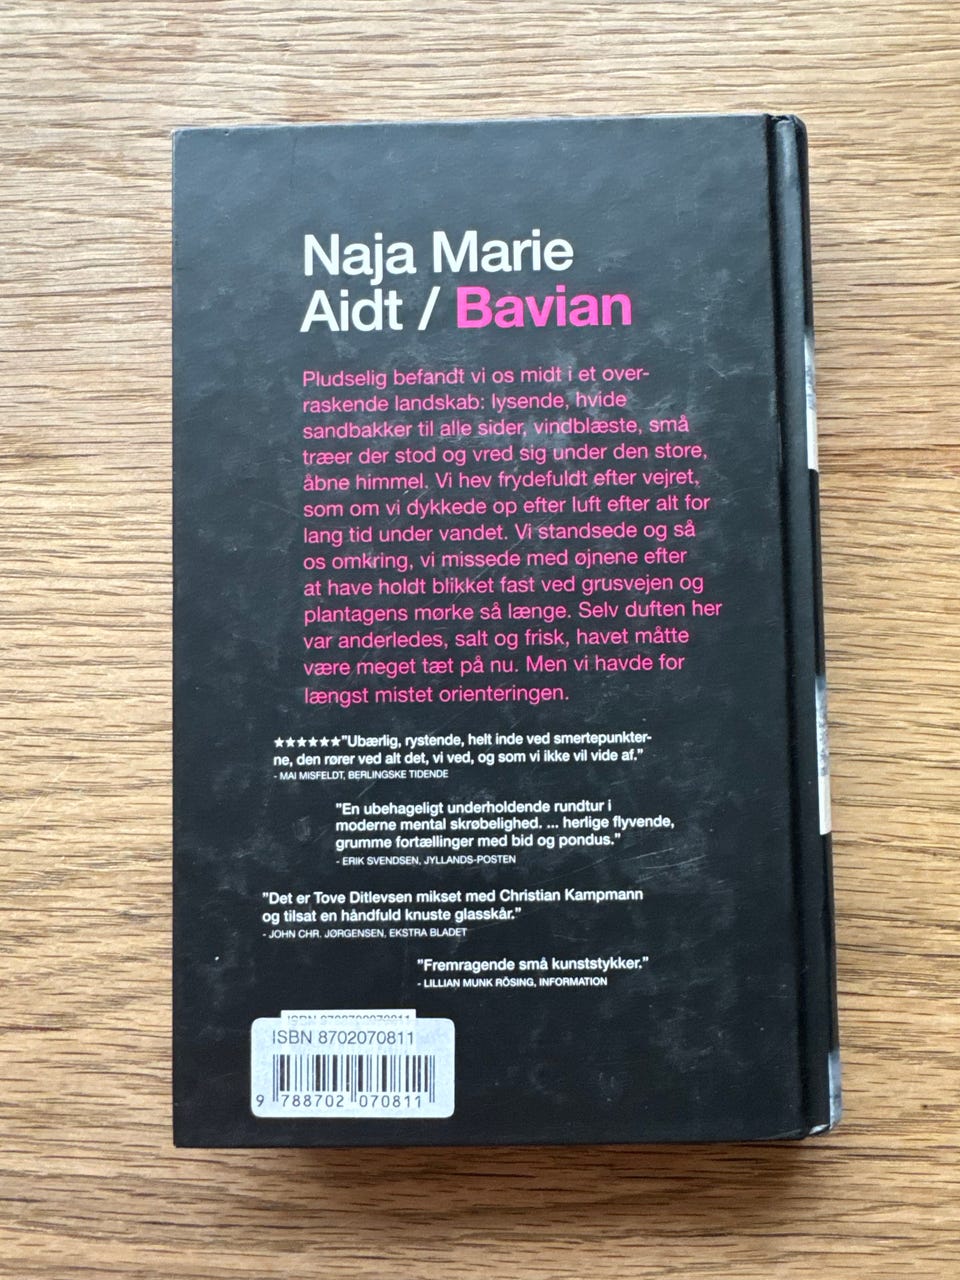 Naja Marie
Aidt / Bavian
Pludselig befandt vi os midt i et over-
raskende landskab: lysende, hvide
sandbakker til alle sider, vindblæste, små
træer der stod og vred sig under den store,
åbne himmel. Vi hev frydefuldt efter vejret,
som om vi dykkede op efter luft efter alt for
lang tid under vandet. Vi standsede og så
os omkring, vi missede med øjnene efter
at have holdt blikket fast ved grusvejen og
plantagens mørke så længe. Selv duften her
var anderledes, salt og frisk, havet måtte
være meget tæt på nu. Men vi havde for
længst mistet orienteringen.
★★★★★★"Ubærlig, rystende, helt inde ved smertepunkter-
ne, den rører ved alt det, vi ved, og som vi ikke vil vide af."
- MAI MISFELDT, BERLINGSKE TIDENDE
"En ubehageligt underholdende rundtur i
moderne mental skrøbelighed. ... herlige flyvende,
grumme fortællinger med bid og pondus."
- ERIK SVENDSEN, JYLLANDS-POSTEN
"Det er Tove Ditlevsen mikset med Christian Kampmann
og tilsat en håndfuld knuste glasskår."
- JOHN CHR. JØRGENSEN, EKSTRA BLADET
"Fremragende små kunststykker."
- LILLIAN MUNK RÖSING, INFORMATION
ISBN
ISBN 8702070811
9 788702 070811